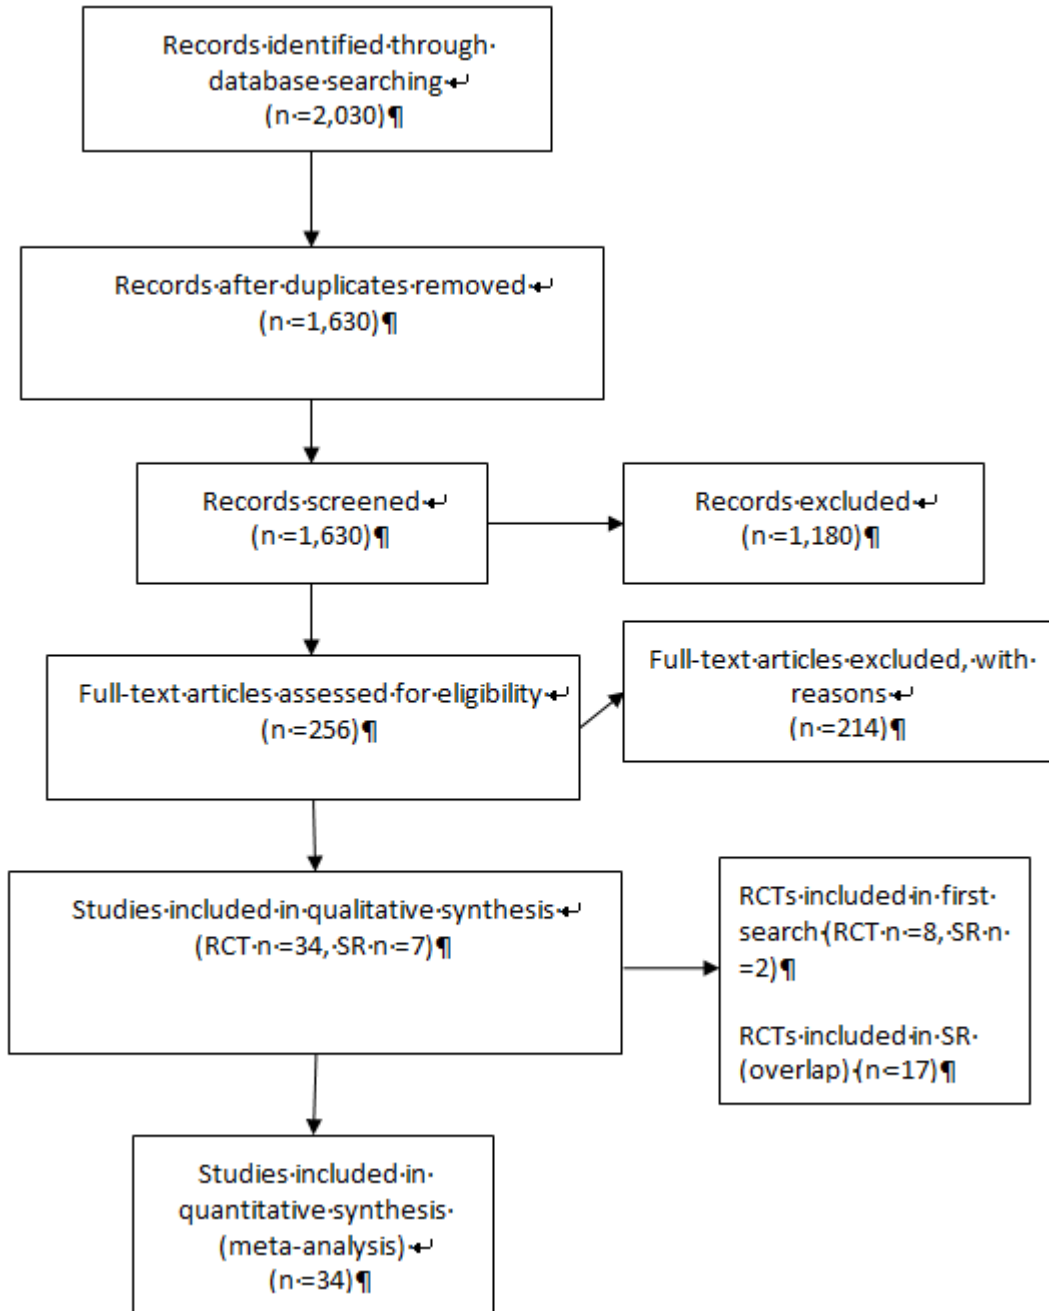 Records·identified·through·
database·searching·↵
(n·=2,030)¶
Records·after·duplicates·removed·↵
(n·=1,630)¶
Records·screened·↵
(n·=1,630)¶
Records·excluded·↵
(n·=1,180)¶
Full-text·articles·assessed·for·eligibility·↵
(n·=256)¶
Full-text·articles·excluded,·with·
reasons·↵
(n·=214)¶
Studies·included·in·qualitative·synthesis·↵
(RCT·n·=34,·SR·n·=7)¶
RCTs·included·in·first·
search·(RCT·n·=8,·SR·n·
=2)¶
RCTs·included·in·SR·
(overlap)·(n·=17)¶
Studies·included·in·
quantitative·synthesis·
(meta-analysis)·↵
(n·=34)¶